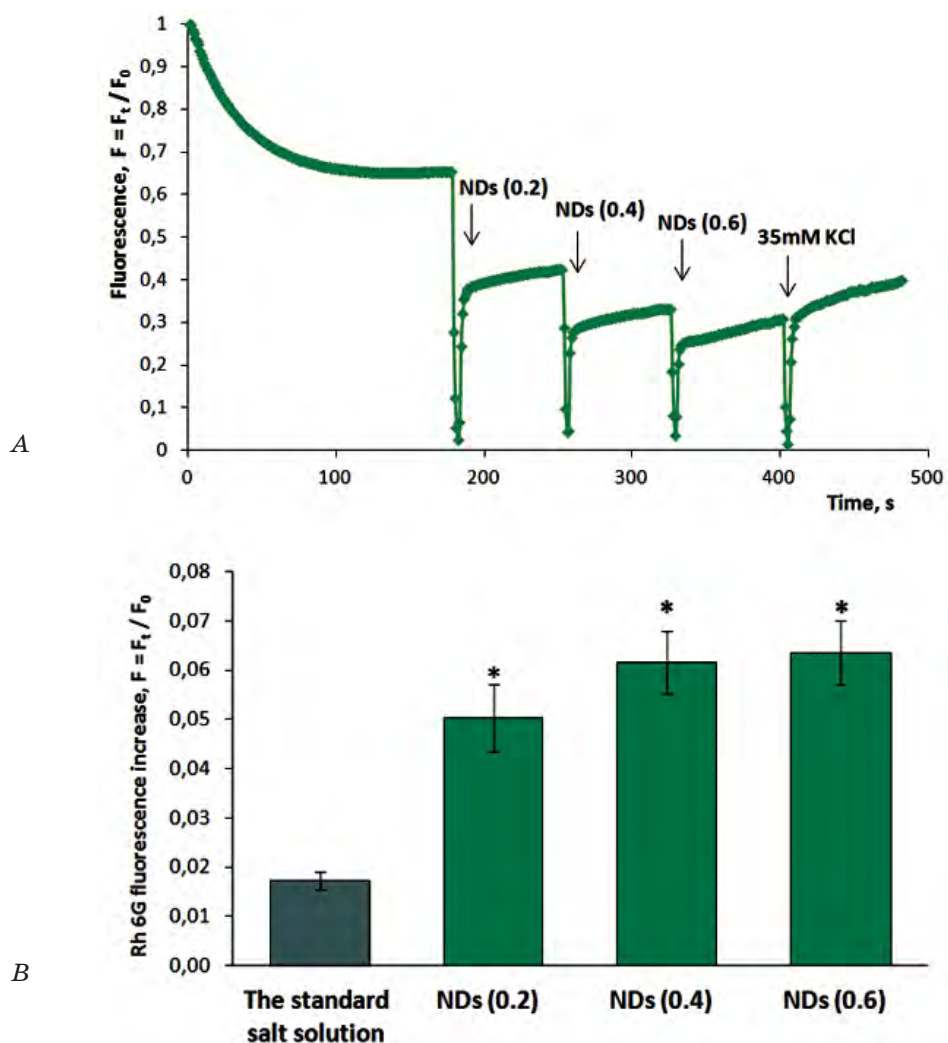 A
Fluorescence, F = Fₜ / F₀
1
0,9
0,8
0,7
0,6
0,5
0,4
0,3
0,2
0,1
0
NDs (0.2)
NDs (0.4)
NDs (0.6)
35mM KCl
0
100
200
300
400
500
Time, s
B
Rh 6G fluorescence increase, F = Fₜ / F₀
0,08
0,07
0,06
0,05
0,04
0,03
0,02
0,01
0,00
*
*
*
The standard
salt solution
NDs (0.2)
NDs (0.4)
NDs (0.6)